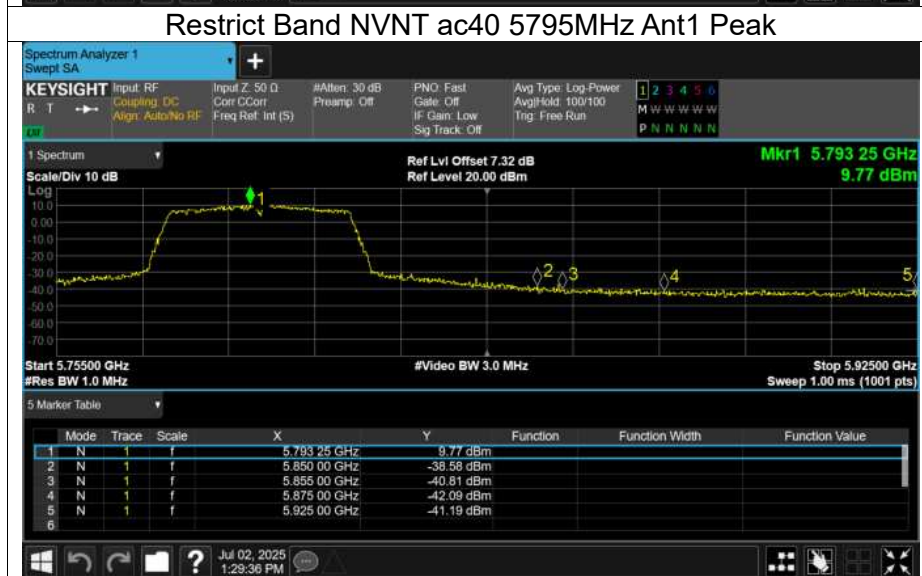 Restrict Band NVNT ac40 5795MHz Ant1 Peak
Spectrum Analyzer 1
Swept SA
+
KEYSIGHT Input: RF Input Z: 50 Ω #Atten: 30 dB PNO: Fast Avg Type: Log-Power 1 2 3 4 5 6
R T Coupling: DC Corr CCorr Preamp: Off Gate: Off Avg|Hold: 100/100 M W W W W W
Align: Auto/No RF Freq Ref: Int (S) IF Gain: Low Trig: Free Run
Sig Track: Off P N N N N N
1 Spectrum Ref Lvl Offset 7.32 dB Mkr1 5.793 25 GHz
Scale/Div 10 dB Ref Level 20.00 dBm 9.77 dBm
Log
10.0 1
0.00
-10.0
-20.0
-30.0 2 3 4 5
-40.0
-50.0
-60.0
-70.0
Start 5.75500 GHz #Video BW 3.0 MHz Stop 5.92500 GHz
#Res BW 1.0 MHz Sweep 1.00 ms (1001 pts)
5 Marker Table
Mode Trace Scale X Y Function Function Width Function Value
1 N 1 f 5.793 25 GHz 9.77 dBm
2 N 1 f 5.850 00 GHz -38.58 dBm
3 N 1 f 5.855 00 GHz -40.81 dBm
4 N 1 f 5.875 00 GHz -42.09 dBm
5 N 1 f 5.925 00 GHz -41.19 dBm
6
? Jul 02, 2025
1:29:36 PM